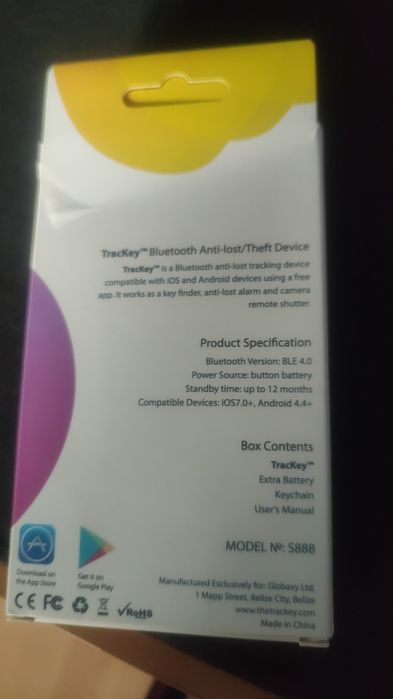 TracKey™ Bluetooth Anti-lost/Theft Device
TracKey™ is a Bluetooth anti-lost tracking device
compatible with iOS and Android devices using a free
app. It works as a key finder, anti-lost alarm and camera
remote shutter.
Product Specification
Bluetooth Version: BLE 4.0
Power Source: button battery
Standby time: up to 12 months
Compatible Devices: iOS7.0+, Android 4.4+
Box Contents
TracKey™
Extra Battery
Keychain
User's Manual
MODEL №: S888
Download on
the App Store
Get it on
Google Play
CE FC RoHS
Manufactured Exclusively for: Globaxy Ltd.
1 Mapp Street, Belize City, Belize
www.thetrackey.com
Made in China